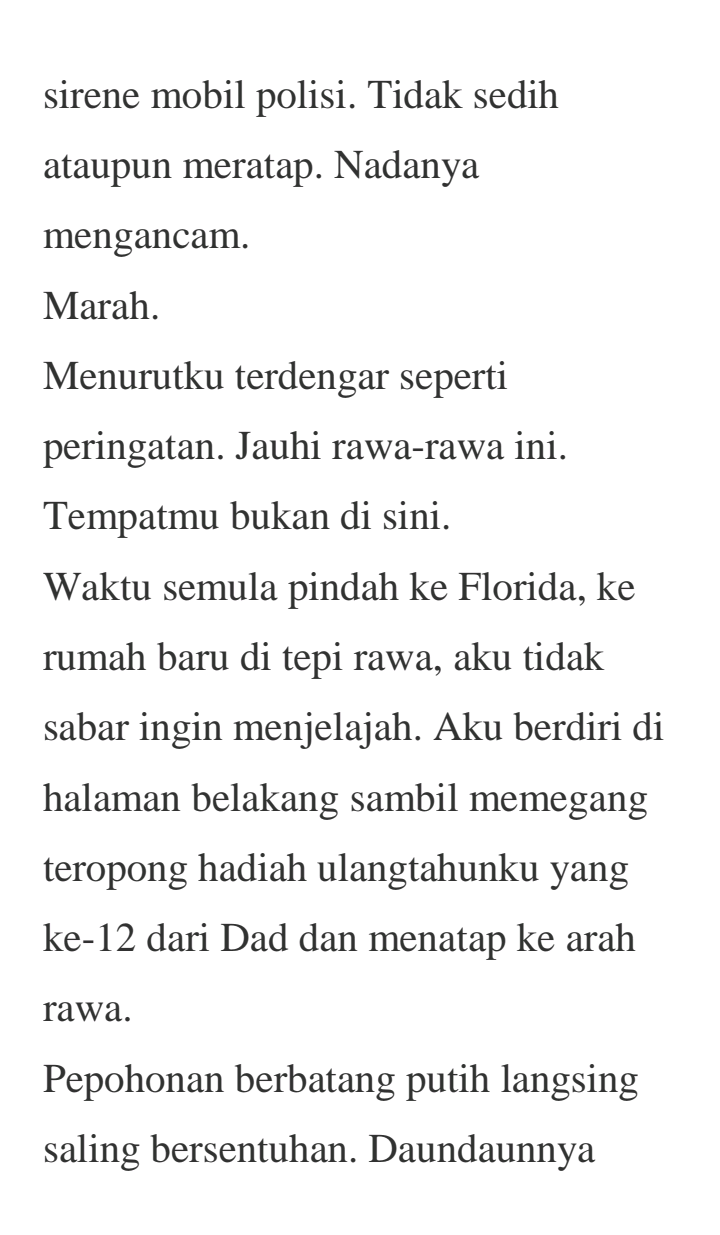 sirene mobil polisi. Tidak sedih
ataupun meratap. Nadanya
mengancam.
Marah.
Menurutku terdengar seperti
peringatan. Jauhi rawa-rawa ini.
Tempatmu bukan di sini.
Waktu semula pindah ke Florida, ke
rumah baru di tepi rawa, aku tidak
sabar ingin menjelajah. Aku berdiri di
halaman belakang sambil memegang
teropong hadiah ulangtahunku yang
ke-12 dari Dad dan menatap ke arah
rawa.
Pepohonan berbatang putih langsing
saling bersentuhan. Daundaunnya